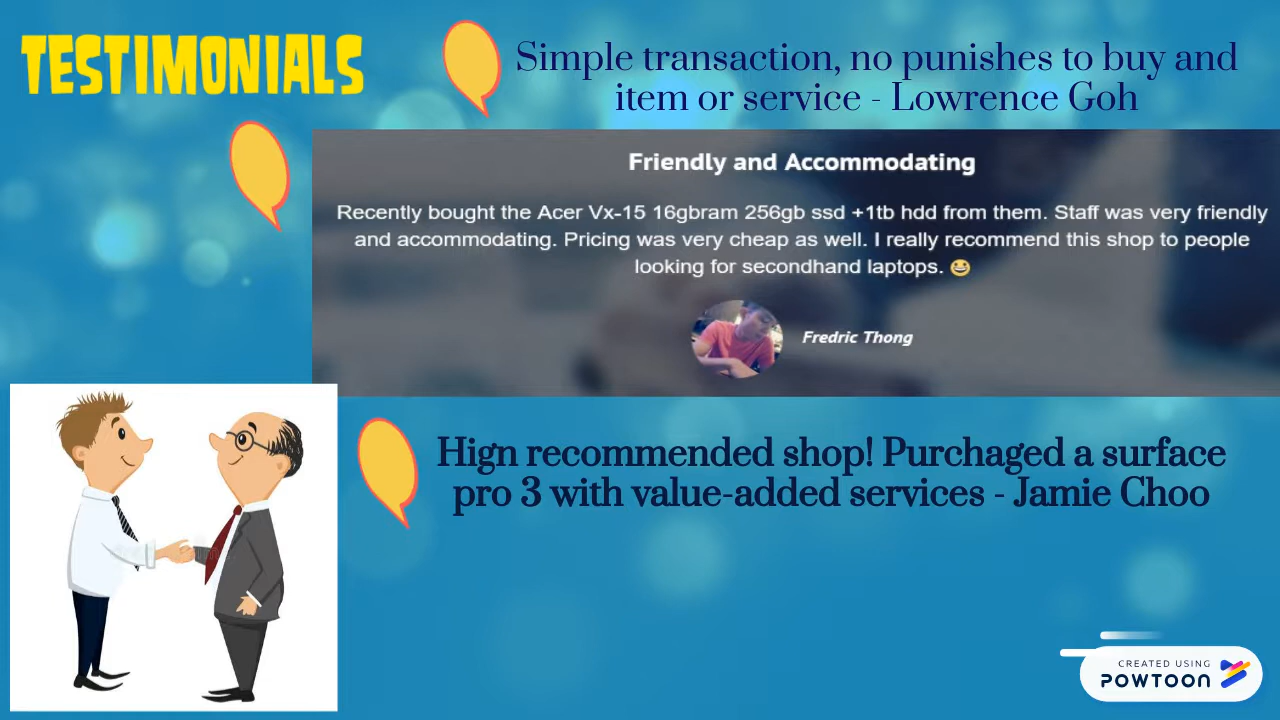 TESTIMONIALS
Simple transaction, no punishes to buy and
item or service - Lowrence Goh
Friendly and Accommodating
Recently bought the Acer Vx-15 16gbram 256gb ssd +1tb hdd from them. Staff was very friendly
and accommodating. Pricing was very cheap as well. I really recommend this shop to people
looking for secondhand laptops. 😀
Fredric Thong
Hign recommended shop! Purchaged a surface
pro 3 with value-added services - Jamie Choo
CREATED USING
POWTOON